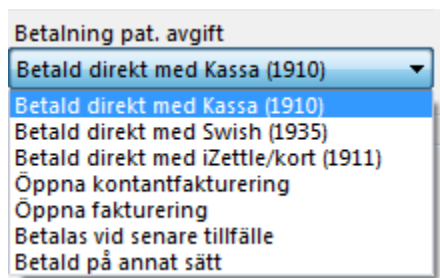 Betalning pat. avgift
Betald direkt med Kassa (1910)
Betald direkt med Kassa (1910)
Betald direkt med Swish (1935)
Betald direkt med iZettle/kort (1911)
Öppna kontantfakturering
Öppna fakturering
Betalas vid senare tillfälle
Betald på annat sätt